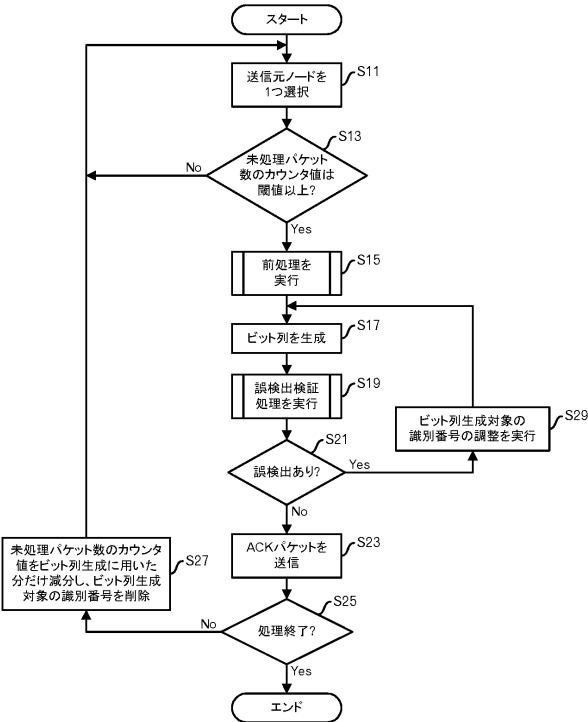 スタート
送信元ノードを
1つ選択
S11
未処理パケット
数のカウンタ値は
閾値以上?
S13
No
Yes
前処理を
実行
S15
ビット列を生成
S17
誤検出検証
処理を実行
S19
ビット列生成対象の
識別番号の調整を実行
S29
誤検出あり?
S21
Yes
No
ACKパケットを
送信
S23
未処理パケット数のカウンタ
値をビット列生成に用いた
分だけ減分し、ビット列生成
対象の識別番号を削除
S27
処理終了?
S25
No
Yes
エンド